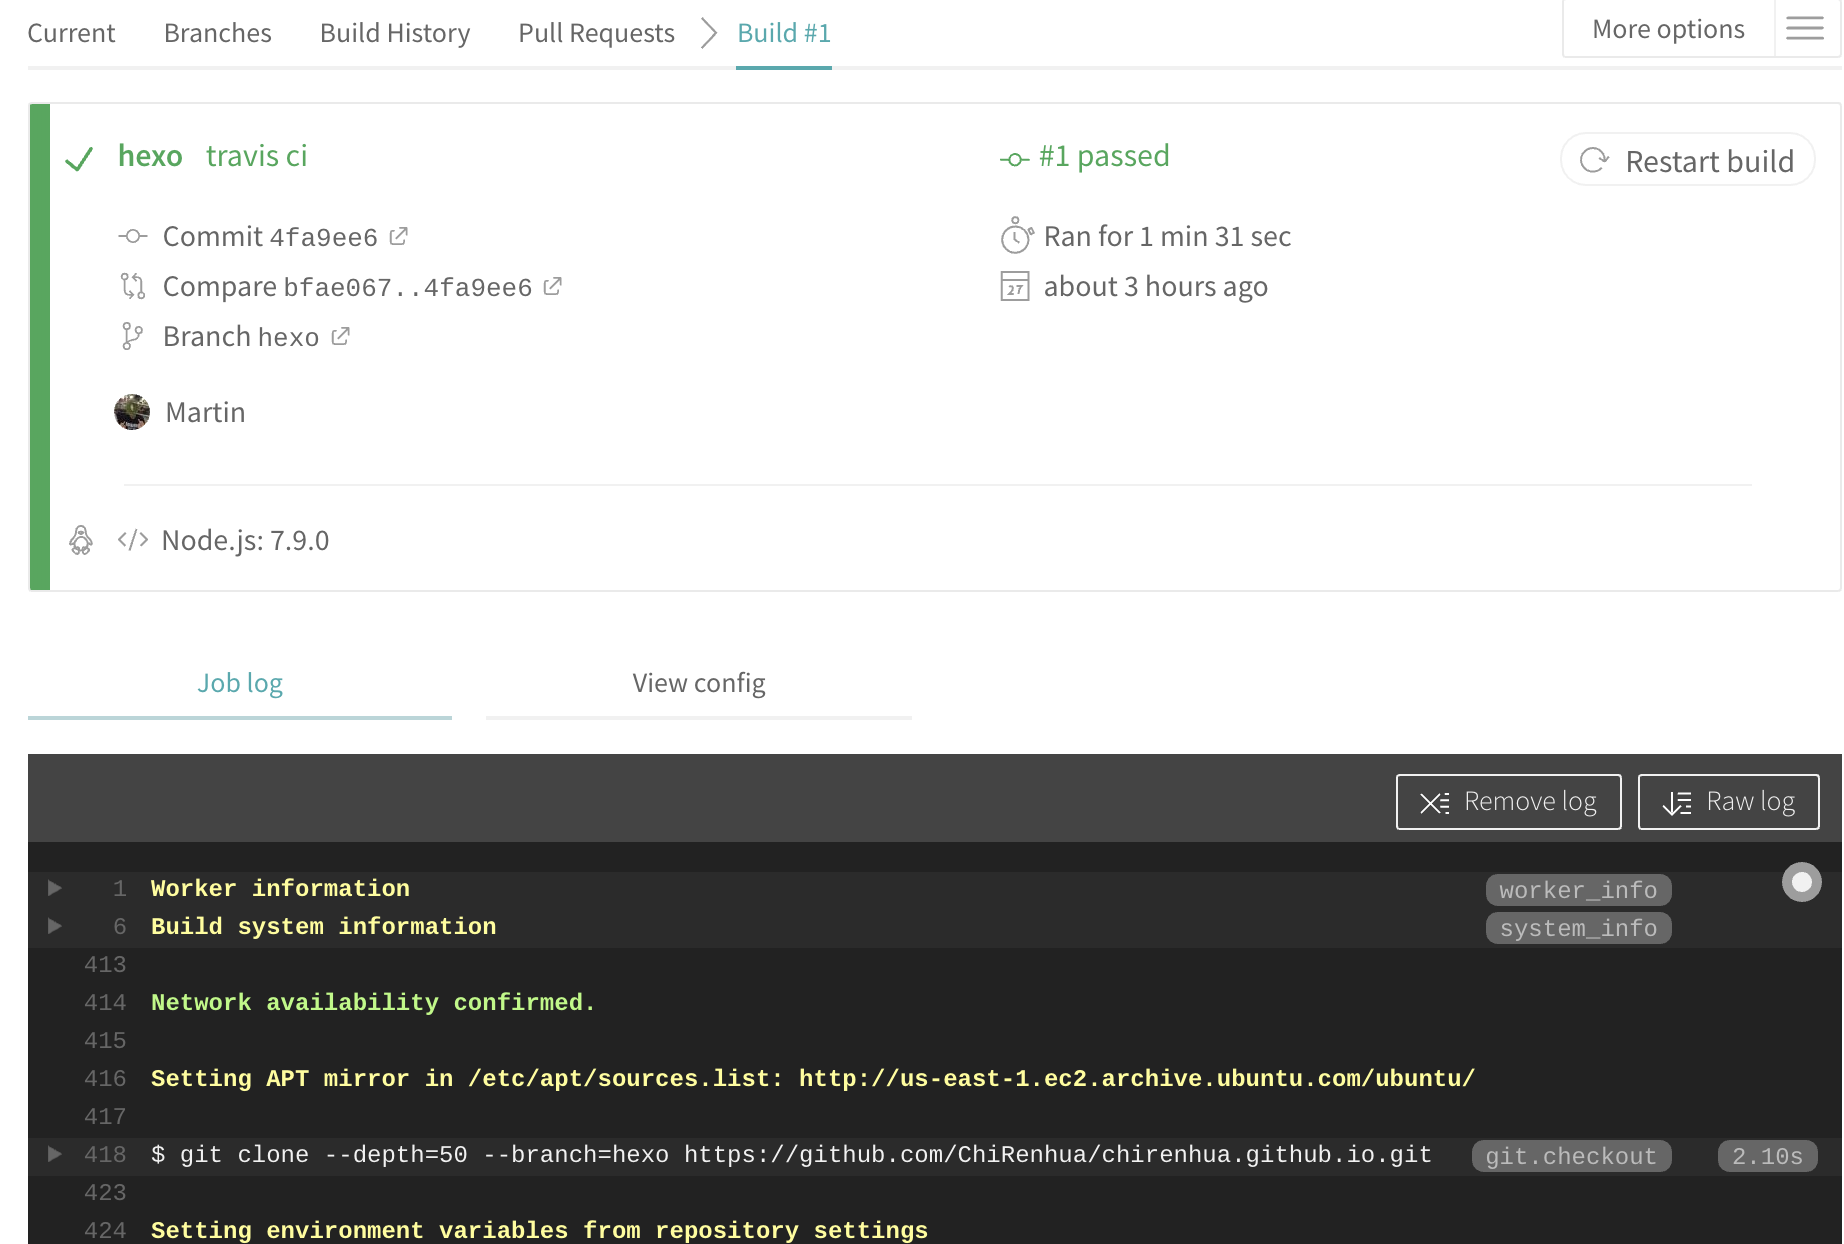 Current Branches Build History Pull Requests Build #1 More options
hexo travis ci #1 passed Restart build
Commit 4fa9ee6 Ran for 1 min 31 sec
Compare bfae067..4fa9ee6 27 about 3 hours ago
Branch hexo
Martin
</> Node.js: 7.9.0
Job log View config
Remove log Raw log
1 Worker information worker_info
6 Build system information system_info
413
414 Network availability confirmed.
415
416 Setting APT mirror in /etc/apt/sources.list: http://us-east-1.ec2.archive.ubuntu.com/ubuntu/
417
418 $ git clone --depth=50 --branch=hexo https://github.com/ChiRenhua/chirenhua.github.io.git git.checkout 2.10s
423
424 Setting environment variables from repository settings